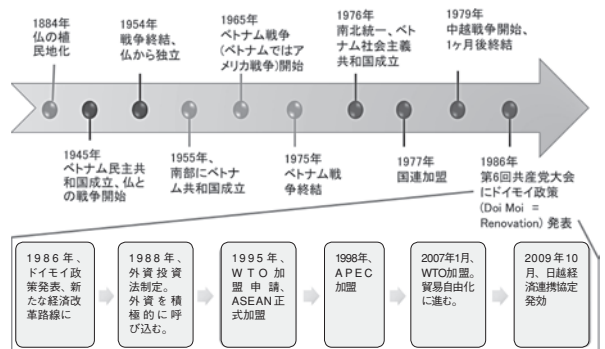 1884年
仏の植
民地化
1954年
戦争終結、
仏から独立
1965年
ベトナム戦争
(ベトナムでは
アメリカ戦争)開始
1976年
南北統一、ベト
ナム社会主義
共和国成立
1979年
中越戦争開始、
1ヶ月後終結
1945年
ベトナム民主共
和国成立、仏と
の戦争開始
1955年、
南部にベトナ
ム共和国成立
1975年
ベトナム戦
争終結
1977年
国連加盟
1986年
第6回共産党大会
にドイモイ政策
(Doi Moi =
Renovation) 発表
1986年、
ドイモイ政
策発表、新
たな経済改
革路線に
1988年、
外資投資
法制定。
外資を積
極的に呼
び込む。
1995年、
WTO加
盟申請、
ASEAN正
式加盟
1998年、
APEC
加盟
2007年1月、
WTO加盟。
貿易自由化
に進む。
2009年10
月、日越経
済連携協定
発効